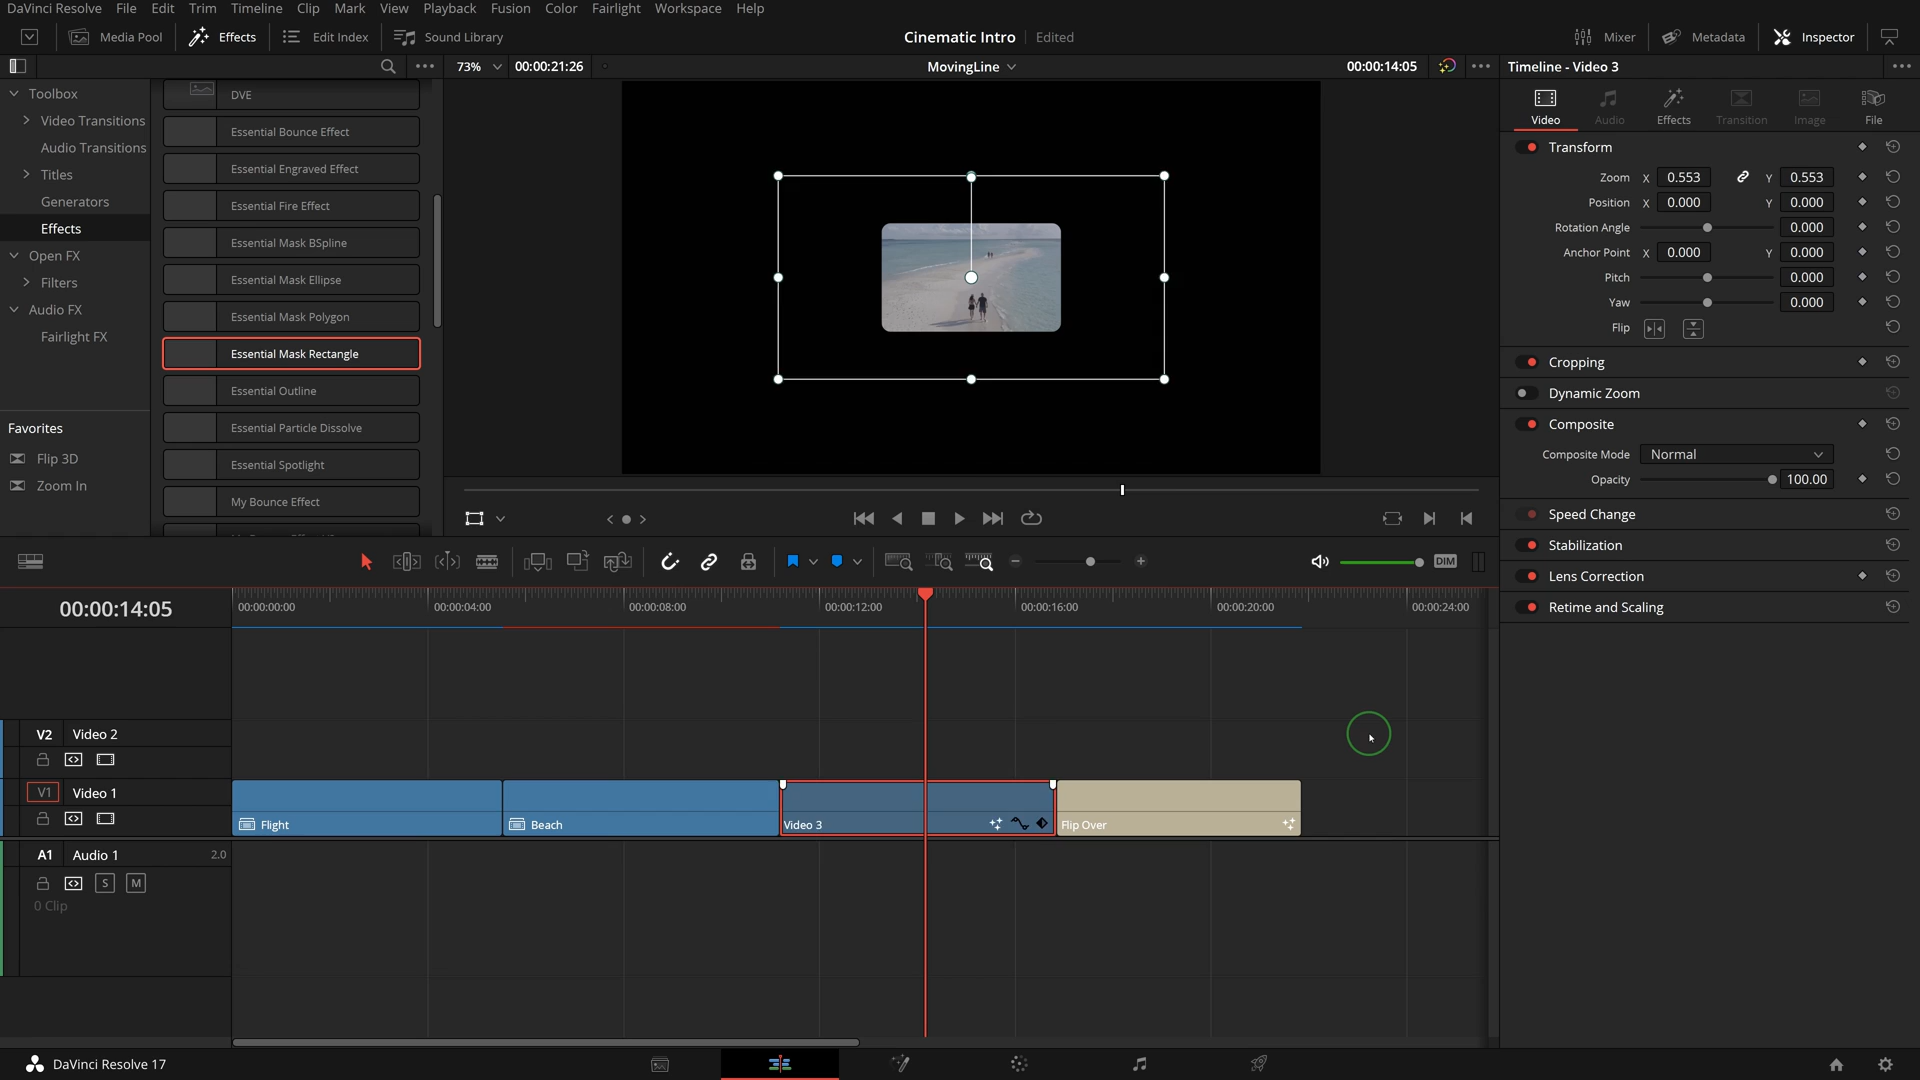 DaVinci Resolve File Edit Trim Timeline Clip Mark View Playback Fusion Color Fairlight Workspace Help
Media Pool Effects Edit Index Sound Library Cinematic Intro Edited Mixer Metadata Inspector
73% 00:00:21:26 MovingLine 00:00:14:05 Timeline - Video 3
Toolbox
Video Transitions
Audio Transitions
Titles
Generators
Effects
Open FX
Filters
Audio FX
Fairlight FX
Favorites
Flip 3D
Zoom In
DVE
Essential Bounce Effect
Essential Engraved Effect
Essential Fire Effect
Essential Mask BSpline
Essential Mask Ellipse
Essential Mask Polygon
Essential Mask Rectangle
Essential Outline
Essential Particle Dissolve
Essential Spotlight
My Bounce Effect
Video Audio Effects Transition Image File
Transform
Zoom X 0.553 Y 0.553
Position X 0.000 Y 0.000
Rotation Angle 0.000
Anchor Point X 0.000 Y 0.000
Pitch 0.000
Yaw 0.000
Flip
Cropping
Dynamic Zoom
Composite
Composite Mode Normal
Opacity 100.00
Speed Change
Stabilization
Lens Correction
Retime and Scaling
DIM
00:00:14:05 00:00:00:00 00:00:04:00 00:00:08:00 00:00:12:00 00:00:16:00 00:00:20:00 00:00:24:00
V2 Video 2
V1 Video 1
Flight Beach Video 3 Flip Over
A1 Audio 1 2.0
S M
0 Clip
DaVinci Resolve 17